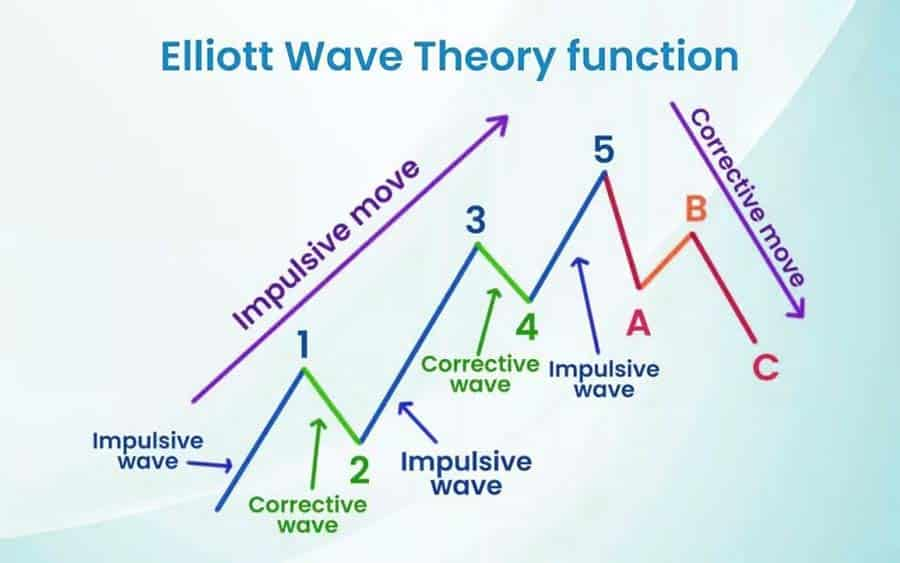 Elliott Wave Theory function
Impulsive move
Corrective move
5
B
3
1
4
A
Corrective
wave
Impulsive
wave
C
Impulsive
wave
2
Impulsive
wave
Corrective
wave